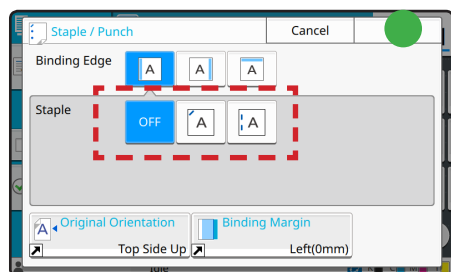 Staple / Punch
Cancel
Binding Edge
A
A
A
Staple
OFF
A
A
A
Original Orientation
Top Side Up
Binding Margin
Left(0mm)